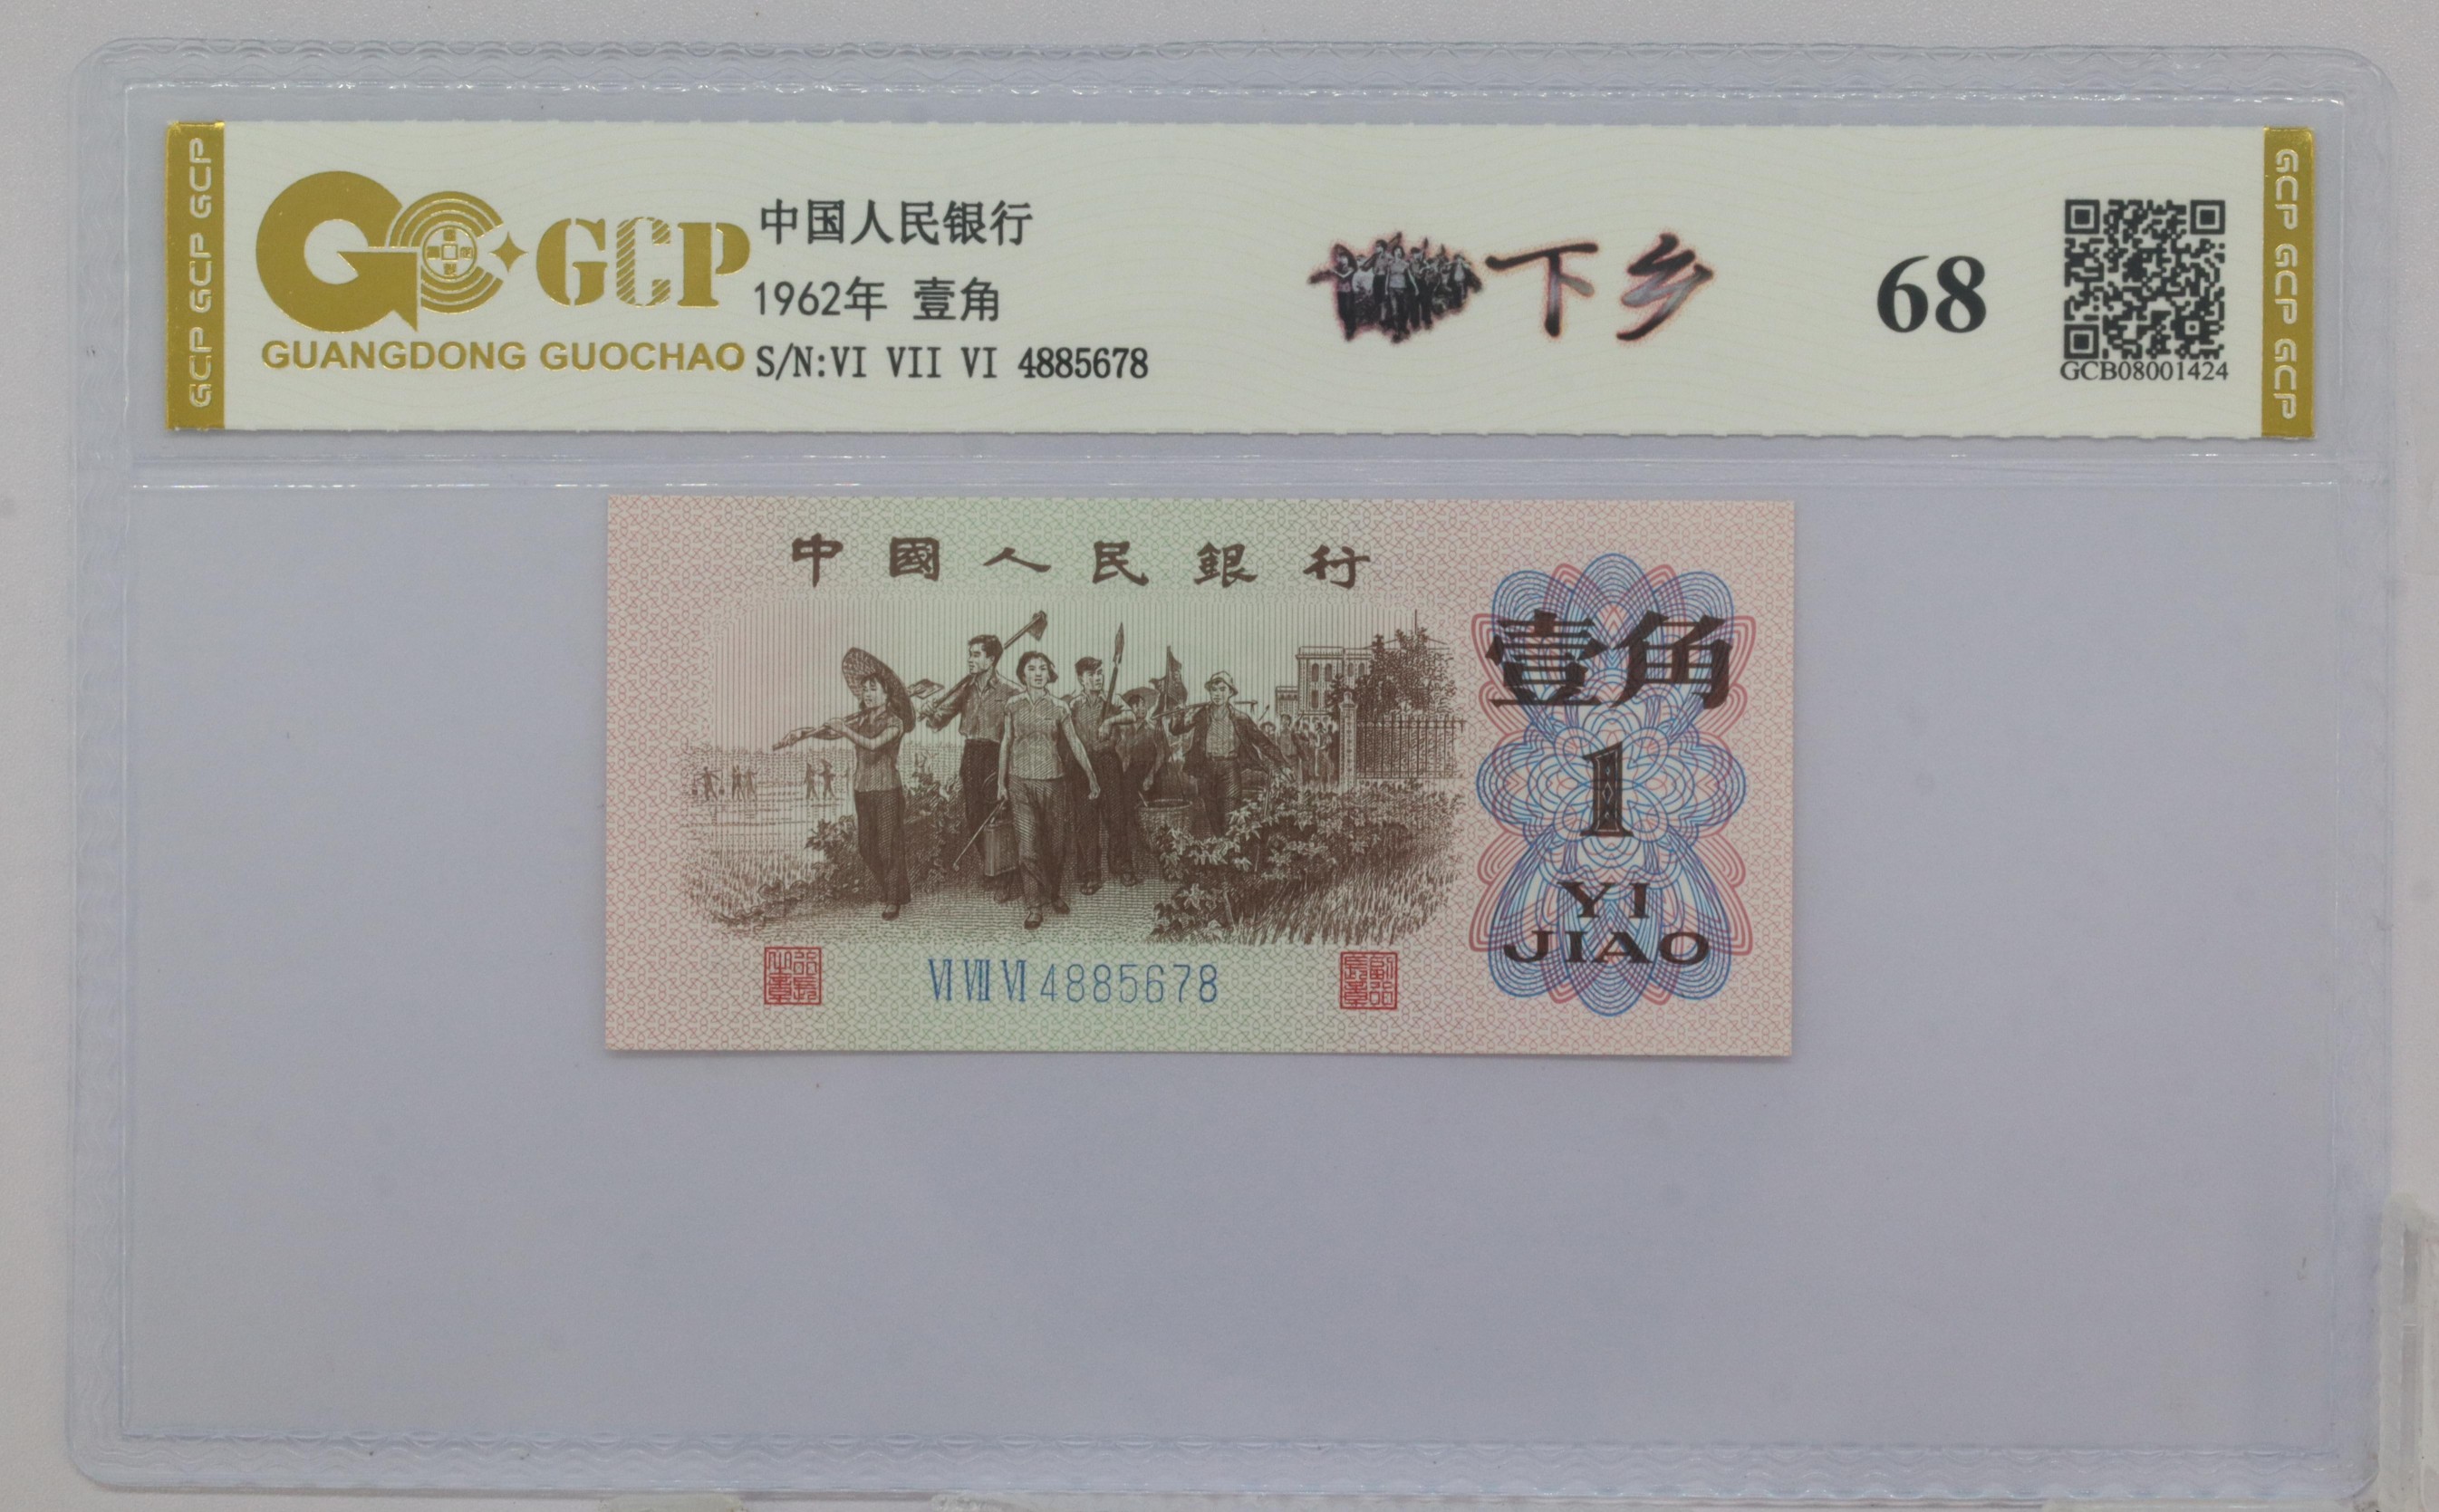 GCP GCP GCP
GCP
GUANGDONG GUOCHAO
中国人民银行
1962年 壹角
S/N:VI VII VI 4885678
下乡
68
GCB08001424
GCP GCP GCP
中國人民銀行
壹角
1
YI
JIAO
VI VII VI 4885678